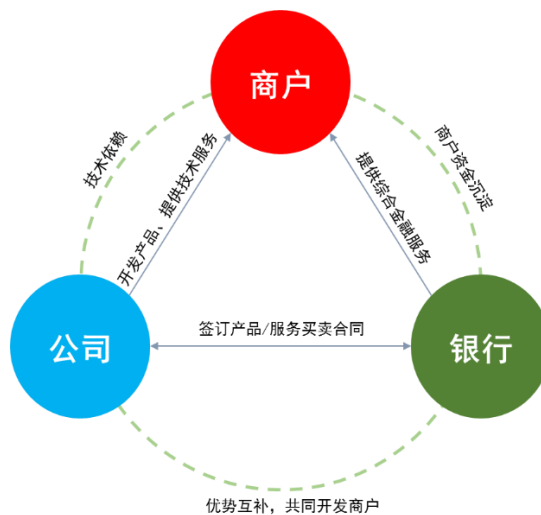 商户
技术依赖
开发产品、提供技术服务
提供综合金融服务
商户资金沉淀
公司
签订产品/服务买卖合同
银行
优势互补，共同开发商户